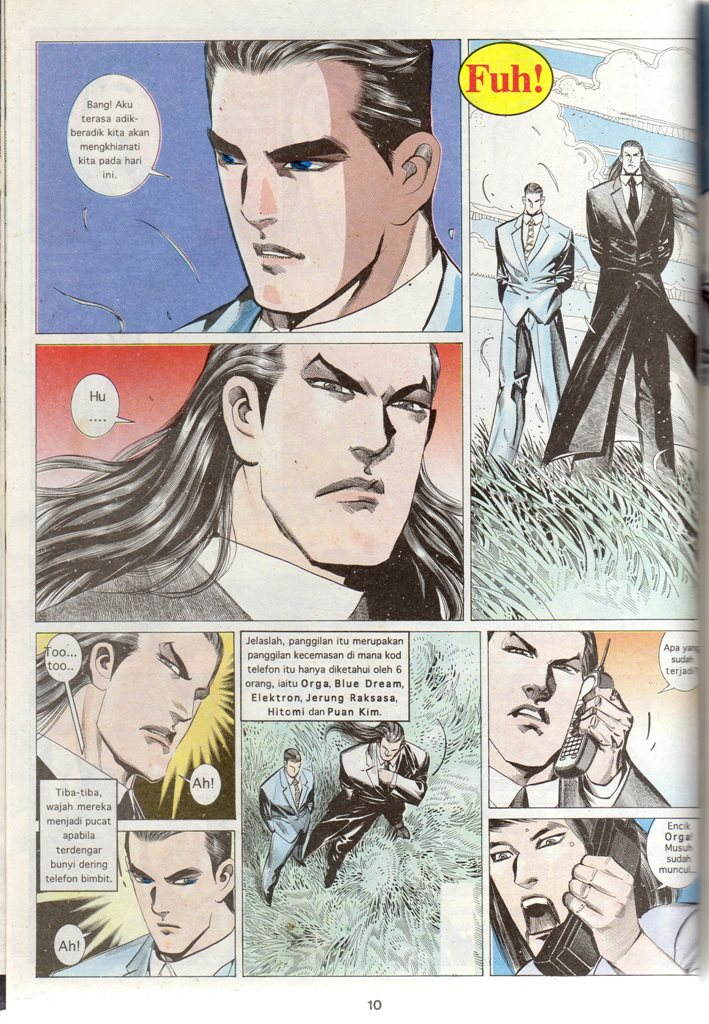 Bang! Aku
terasa adik-
beradik kita akan
mengkhianati
kita pada hari
ini.
Fuh!
Hu
....
Too...
too..
Ah!
Tiba-tiba,
wajah mereka
menjadi pucat
apabila
terdengar
bunyi dering
telefon bimbit.
Ah!
Jelaslah, panggilan itu merupakan
panggilan kecemasan di mana kod
telefon itu hanya diketahui oleh 6
orang, iaitu Orga, Blue Dream,
Elektron, Jerung Raksasa,
Hitomi dan Puan Kim.
Apa yang
sudah
terjadi?
Encik
Orga!
Musuh
sudah
muncul...
10